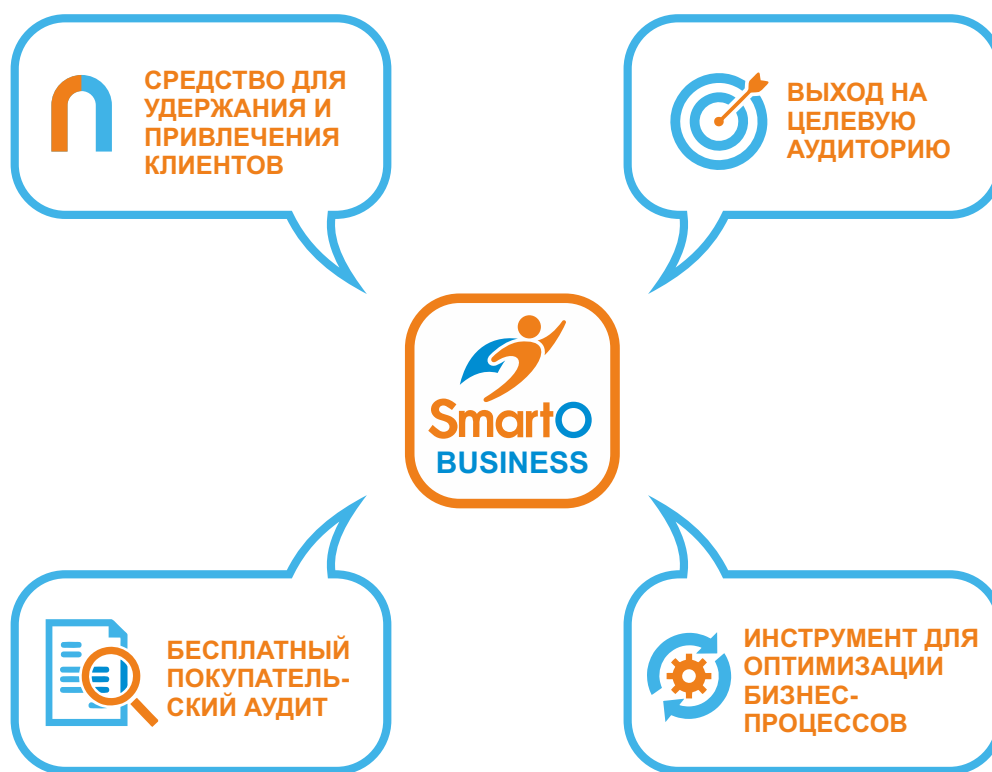 СРЕДСТВО ДЛЯ
УДЕРЖАНИЯ И
ПРИВЛЕЧЕНИЯ
КЛИЕНТОВ
ВЫХОД НА
ЦЕЛЕВУЮ
АУДИТОРИЮ
SmartO
BUSINESS
БЕСПЛАТНЫЙ
ПОКУПАТЕЛЬ-
СКИЙ АУДИТ
ИНСТРУМЕНТ ДЛЯ
ОПТИМИЗАЦИИ
БИЗНЕС-
ПРОЦЕССОВ